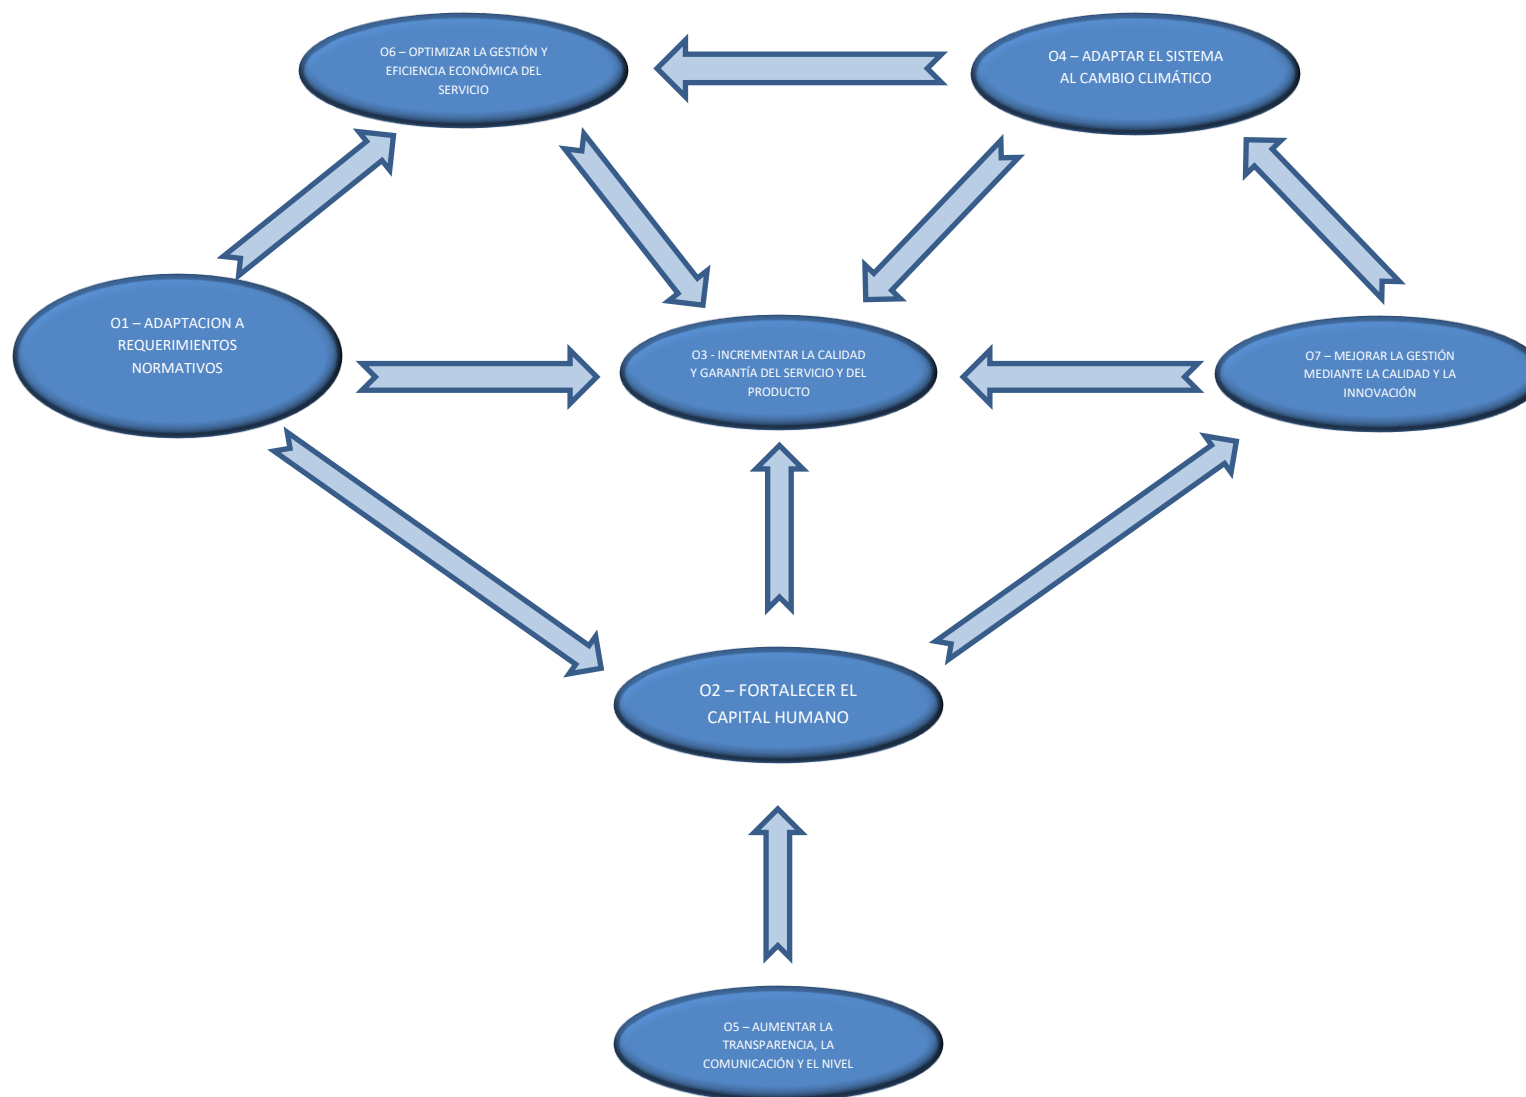 O6 – OPTIMIZAR LA GESTIÓN Y
EFICIENCIA ECONÓMICA DEL
SERVICIO
O4 – ADAPTAR EL SISTEMA
AL CAMBIO CLIMÁTICO
O1 – ADAPTACION A
REQUERIMIENTOS
NORMATIVOS
O3 - INCREMENTAR LA CALIDAD
Y GARANTÍA DEL SERVICIO Y DEL
PRODUCTO
O7 – MEJORAR LA GESTIÓN
MEDIANTE LA CALIDAD Y LA
INNOVACIÓN
O2 – FORTALECER EL
CAPITAL HUMANO
O5 – AUMENTAR LA
TRANSPARENCIA, LA
COMUNICACIÓN Y EL NIVEL